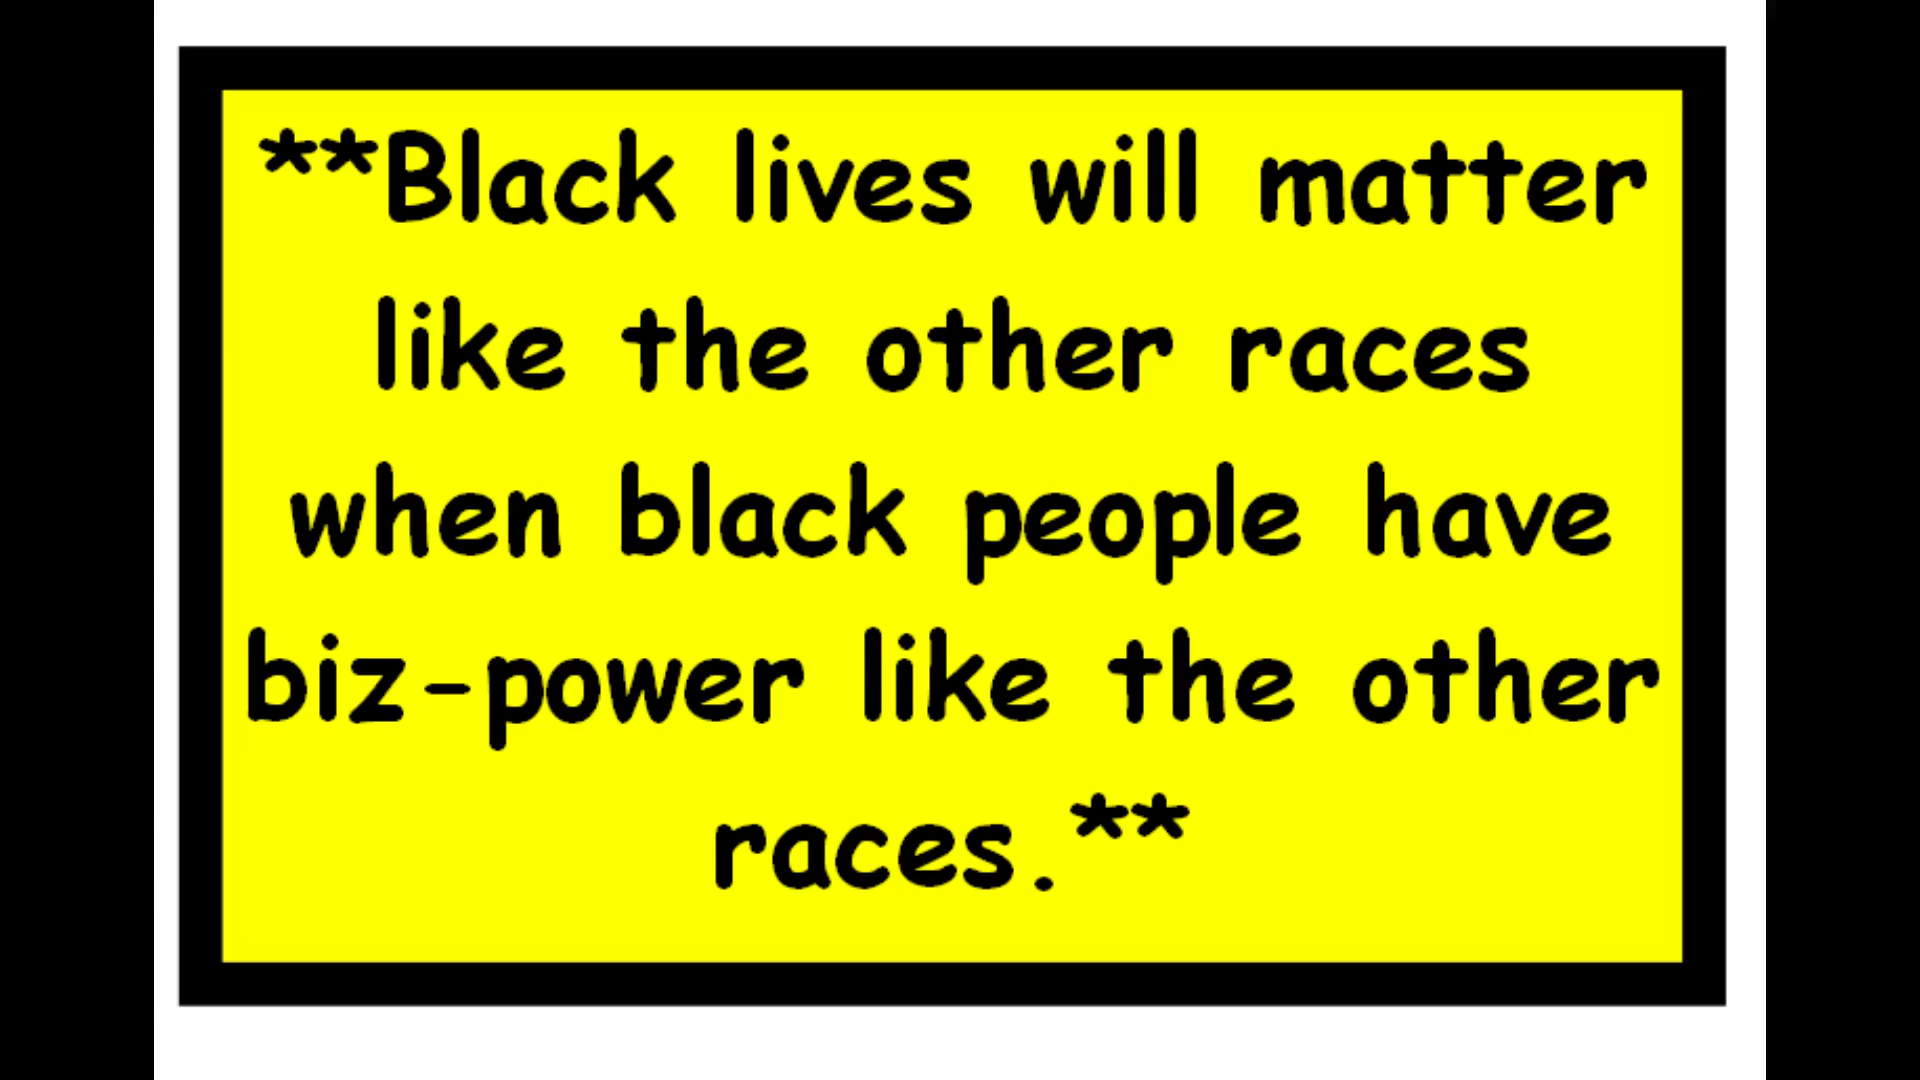 **Black lives will matter
like the other races
when black people have
biz-power like the other
races.**